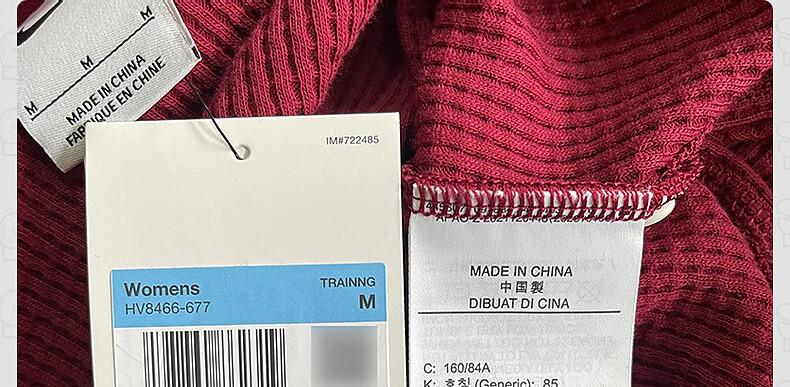 M
M
M
MADE IN CHINA
FABRIQUE EN CHINE
IM#722485
Womens
TRAINNG
HV8466-677
M
MADE IN CHINA
中国製
DIBUAT DI CINA
C: 160/84A
K: 호칭 (Generic): 85